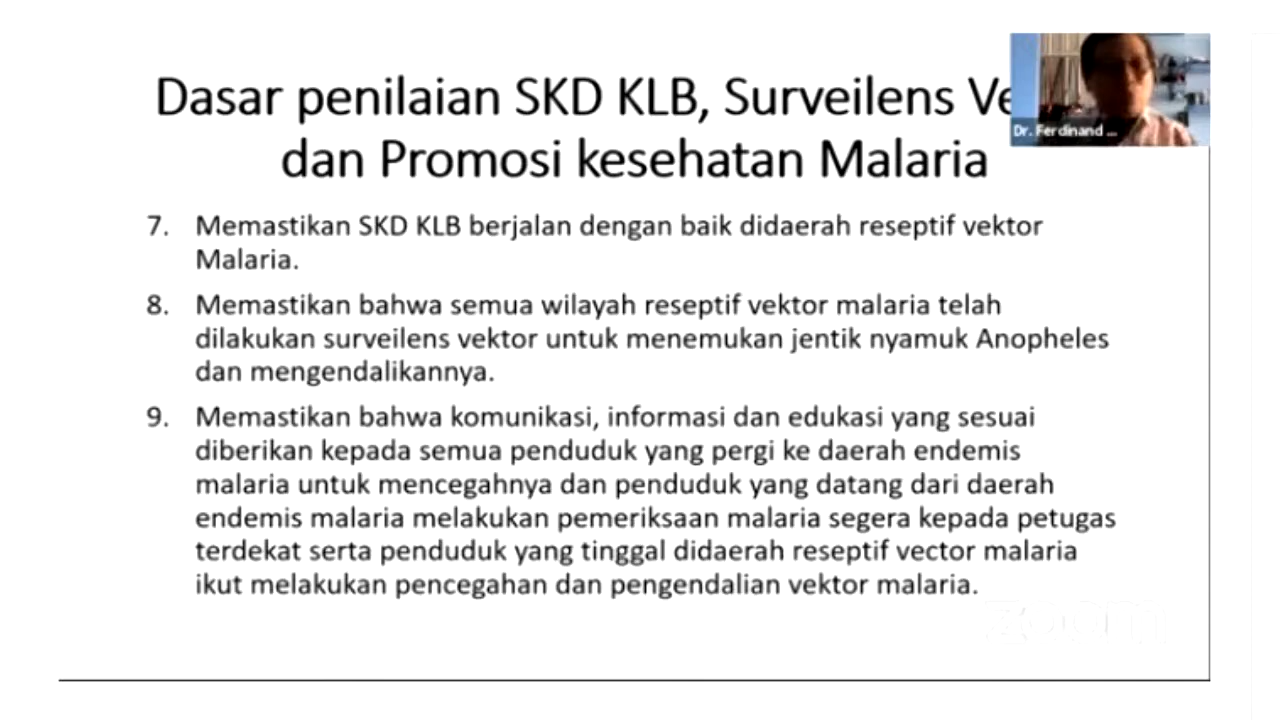 Dasar penilaian SKD KLB, Surveilens
dan Promosi kesehatan Malaria
Dr. Ferdinand ...
7. Memastikan SKD KLB berjalan dengan baik didaerah reseptif vektor
Malaria.
8. Memastikan bahwa semua wilayah reseptif vektor malaria telah
dilakukan surveilens vektor untuk menemukan jentik nyamuk Anopheles
dan mengendalikannya.
9. Memastikan bahwa komunikasi, informasi dan edukasi yang sesuai
diberikan kepada semua penduduk yang pergi ke daerah endemis
malaria untuk mencegahnya dan penduduk yang datang dari daerah
endemis malaria melakukan pemeriksaan malaria segera kepada petugas
terdekat serta penduduk yang tinggal didaerah reseptif vector malaria
ikut melakukan pencegahan dan pengendalian vektor malaria.
zoom